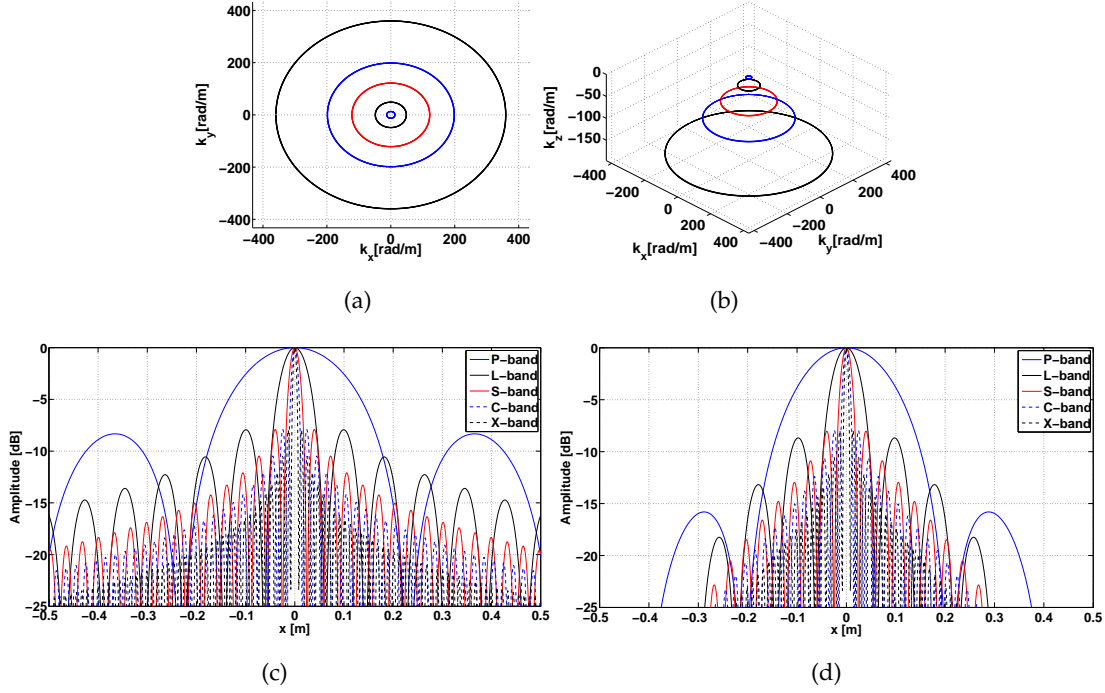 400
200
0
−200
−400
−400 −200 0 200 400
k_y[rad/m]
k_x[rad/m]
(a)
0
−50
−100
−150
k_z[rad/m]
−400
−200
0
200
400
k_x[rad/m]
−400
−200
0
200
400
k_y[rad/m]
(b)
0
−5
−10
−15
−20
−25
Amplitude [dB]
−0.5 −0.4 −0.3 −0.2 −0.1 0 0.1 0.2 0.3 0.4 0.5
x [m]
P−band
L−band
S−band
C−band
X−band
(c)
0
−5
−10
−15
−20
−25
Amplitude [dB]
−0.5 −0.4 −0.3 −0.2 −0.1 0 0.1 0.2 0.3 0.4 0.5
x [m]
P−band
L−band
S−band
C−band
X−band
(d)